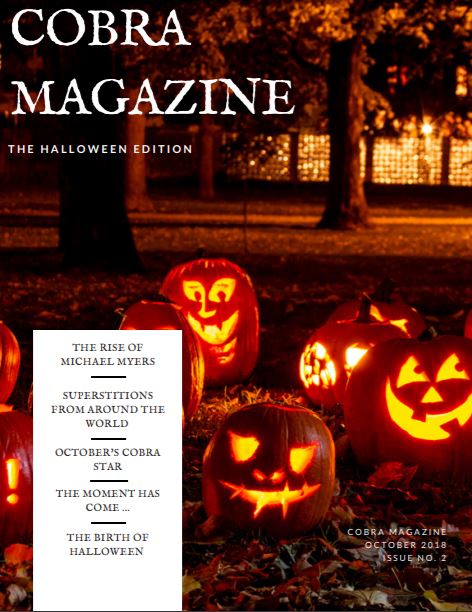 COBRA
MAGAZINE
THE HALLOWEEN EDITION
THE RISE OF
MICHAEL MYERS
SUPERSTITIONS
FROM AROUND THE
WORLD
OCTOBER'S COBRA
STAR
THE MOMENT HAS
COME ...
THE BIRTH OF
HALLOWEEN
COBRA MAGAZINE
OCTOBER 2018
ISSUE NO. 2